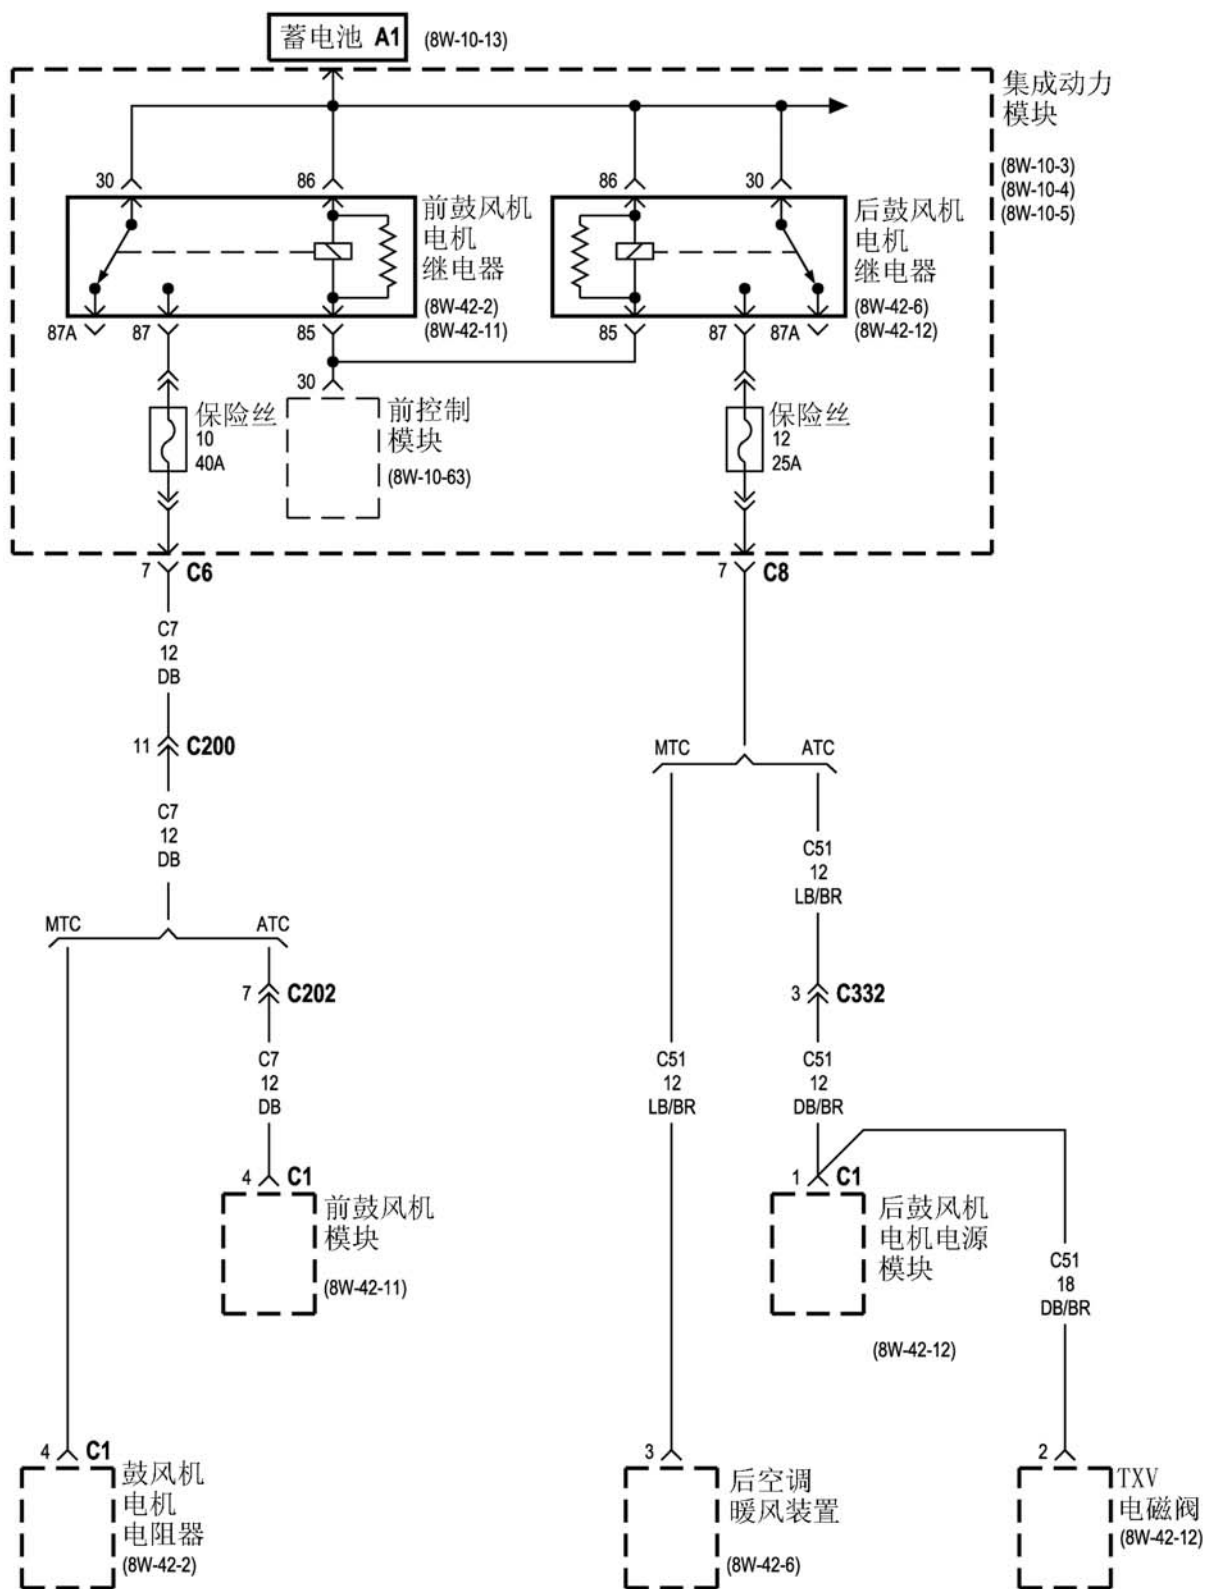 蓄电池 A1 (8W-10-13)
集成动力
模块
(8W-10-3)
(8W-10-4)
(8W-10-5)
30
86
86
30
前鼓风机
电机
继电器
(8W-42-2)
(8W-42-11)
后鼓风机
电机
继电器
(8W-42-6)
(8W-42-12)
87A
87
85
85
87
87A
30
保险丝
10
40A
前控制
模块
(8W-10-63)
保险丝
12
25A
7 C6
7 C8
C7
12
DB
11 C200
C7
12
DB
MTC
ATC
MTC
ATC
C51
12
LB/BR
7 C202
3 C332
C7
12
DB
C51
12
LB/BR
C51
12
DB/BR
4 C1
前鼓风机
模块
(8W-42-11)
1 C1
后鼓风机
电机电源
模块
(8W-42-12)
C51
18
DB/BR
4 C1
鼓风机
电机
电阻器
(8W-42-2)
3
后空调
暖风装置
(8W-42-6)
2
TXV
电磁阀
(8W-42-12)